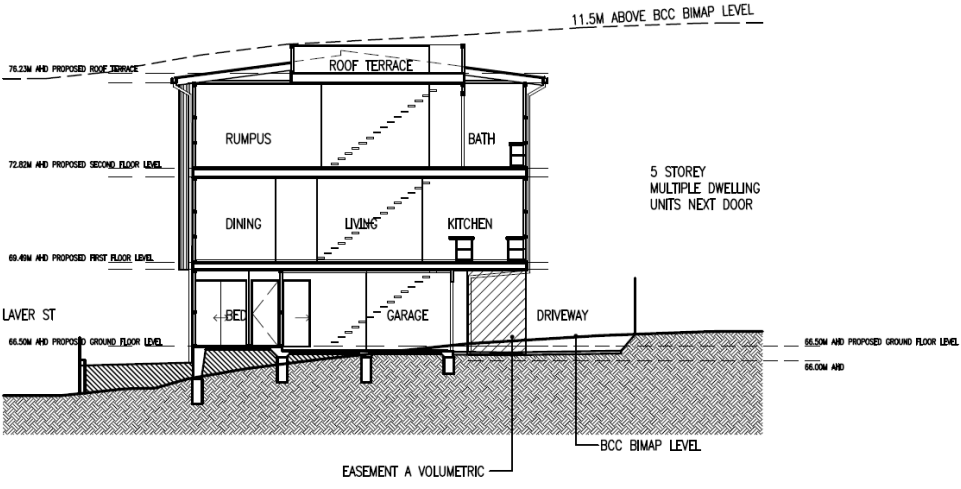 11.5M ABOVE BCC BIMAP LEVEL
76.23M AHD PROPOSED ROOF TERRACE
ROOF TERRACE
RUMPUS
BATH
72.82M AHD PROPOSED SECOND FLOOR LEVEL
5 STOREY
MULTIPLE DWELLING
UNITS NEXT DOOR
DINING
LIVING
KITCHEN
69.49M AHD PROPOSED FIRST FLOOR LEVEL
LAVER ST
BED
GARAGE
DRIVEWAY
66.50M AHD PROPOSED GROUND FLOOR LEVEL
66.50M AHD PROPOSED GROUND FLOOR LEVEL
66.00M AHD
BCC BIMAP LEVEL
EASEMENT A VOLUMETRIC